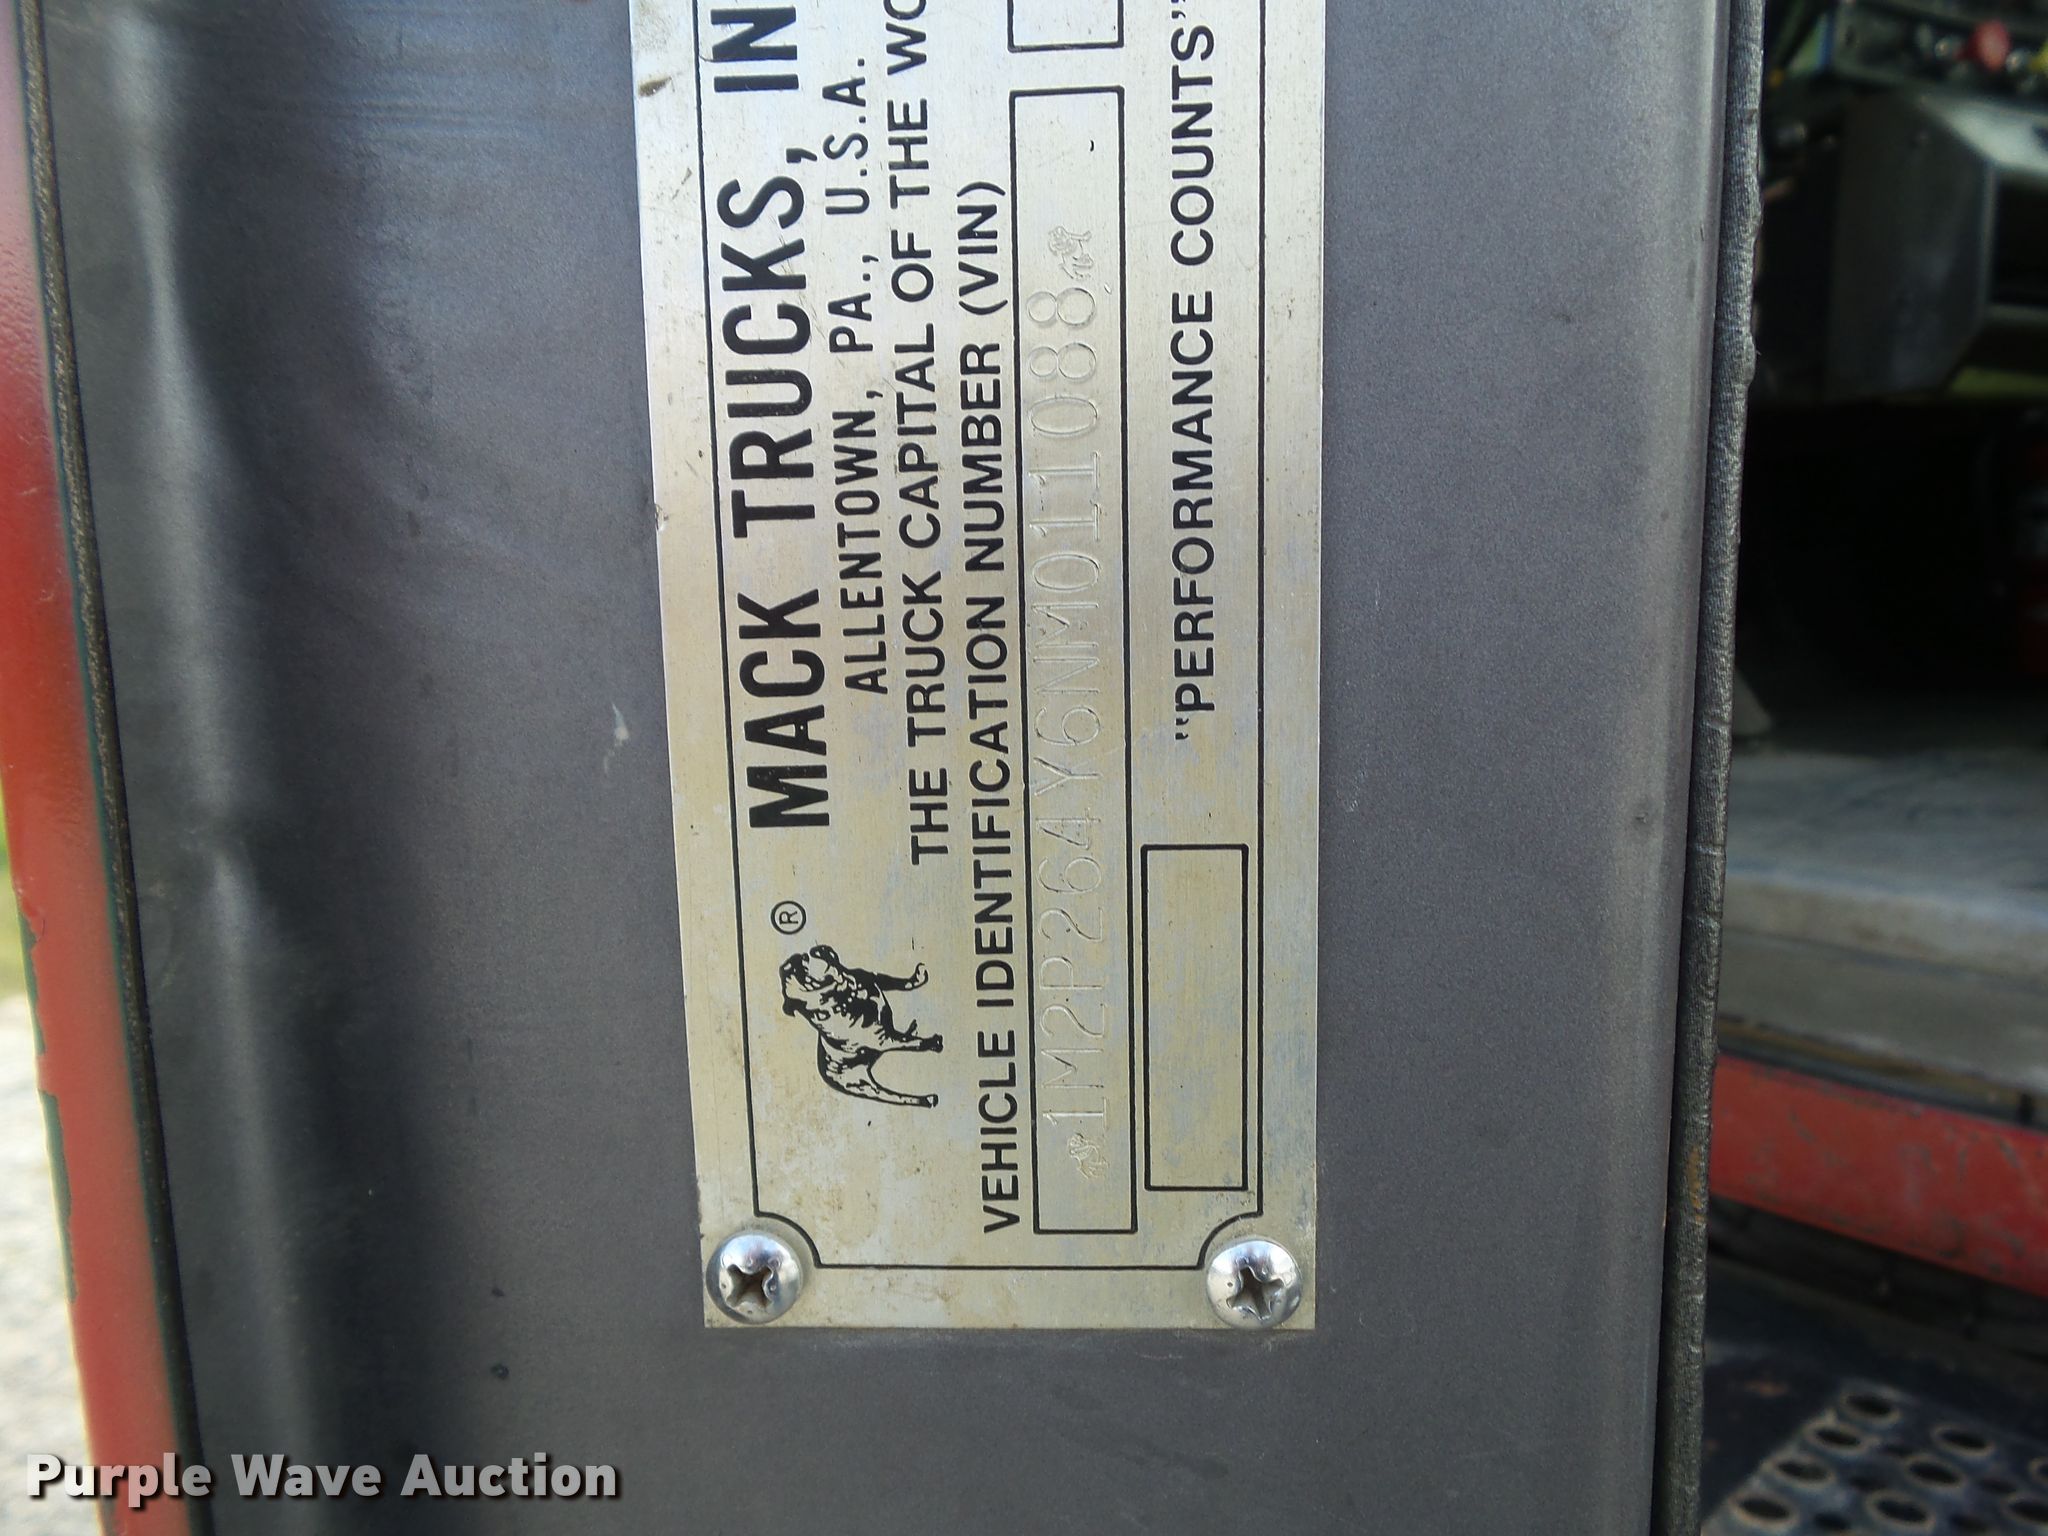 MACK TRUCKS, IN
ALLENTOWN, PA., U.S.A.
THE TRUCK CAPITAL OF THE
VEHICLE IDENTIFICATION NUMBER (VIN)
1M2P264Y6NM011088
"PERFORMANCE COUNTS"
®
Purple Wave Auction